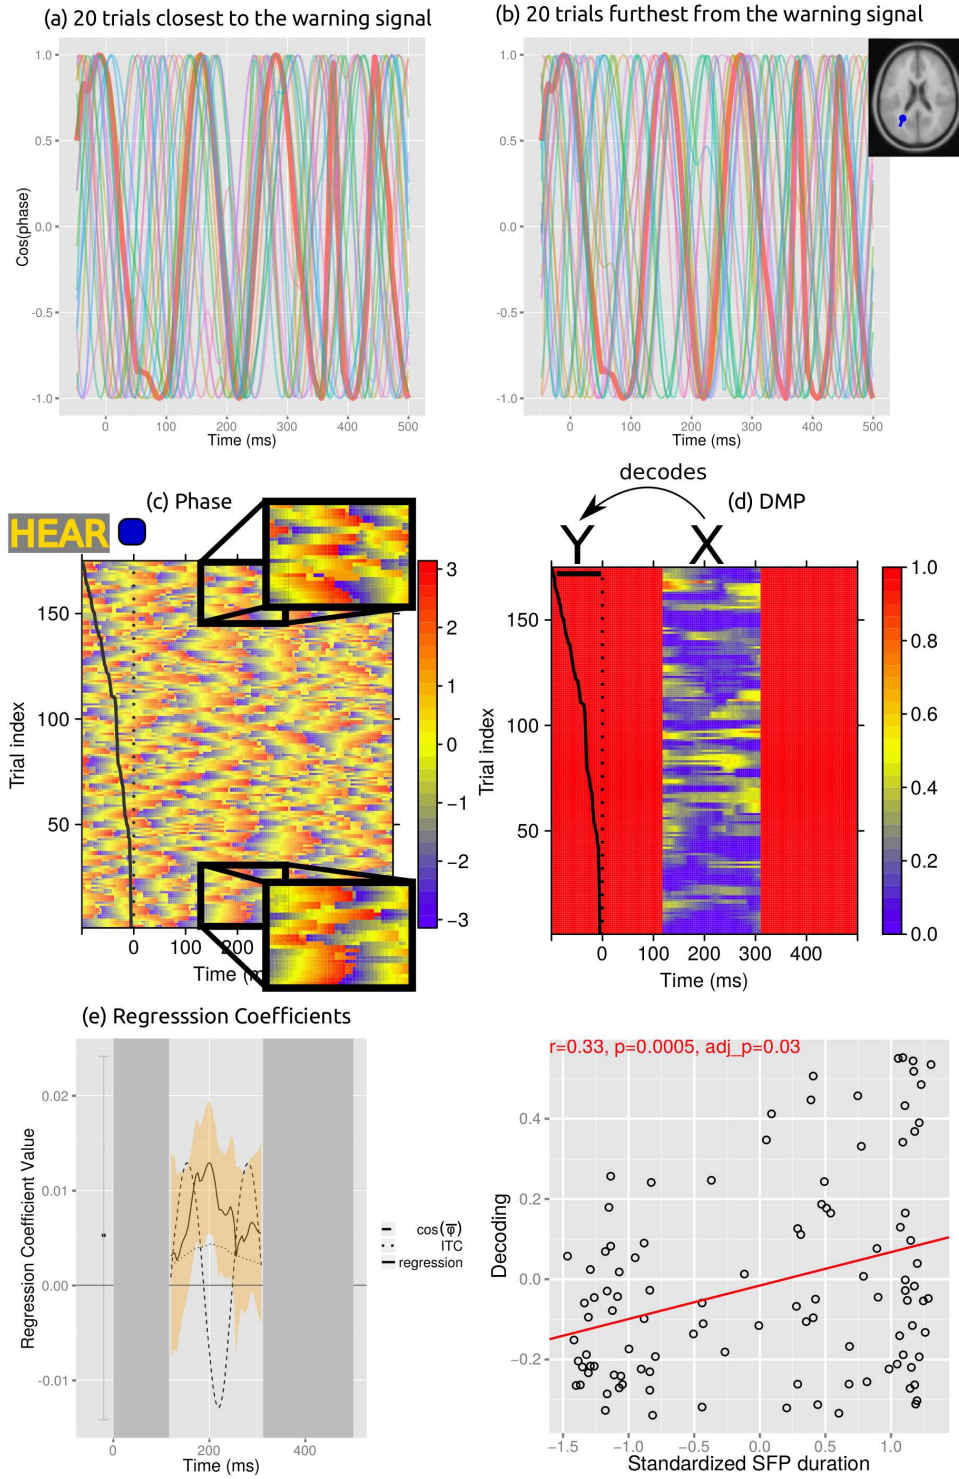 (a) 20 trials closest to the warning signal
(b) 20 trials furthest from the warning signal
1.0
0.5
0.0
-0.5
-1.0
Cos(phase)
0 100 200 300 400 500
Time (ms)
1.0
0.5
0.0
-0.5
-1.0
0 100 200 300 400 500
Time (ms)
(c) Phase
HEAR
150
100
50
Trial index
0 100 200
Time (m
3
2
1
0
−1
−2
−3
decodes
Y X
(d) DMP
150
100
50
Trial index
0 100 200 300 400
Time (ms)
1.0
0.8
0.6
0.4
0.2
0.0
(e) Regresssion Coefficients
0.02
0.01
0.00
-0.01
Regression Coefficient Value
0 200 400
Time (ms)
cos(φ̅)
ITC
regression
r=0.33, p=0.0005, adj_p=0.03
0.4
0.2
0.0
−0.2
Decoding
−1.5 −1.0 −0.5 0.0 0.5 1.0
Standardized SFP duration